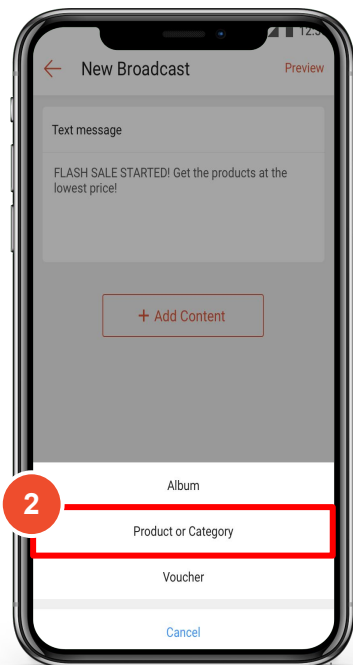 New Broadcast Preview
Text message
FLASH SALE STARTED! Get the products at the
lowest price!
+ Add Content
Album
2
Product or Category
Voucher
Cancel